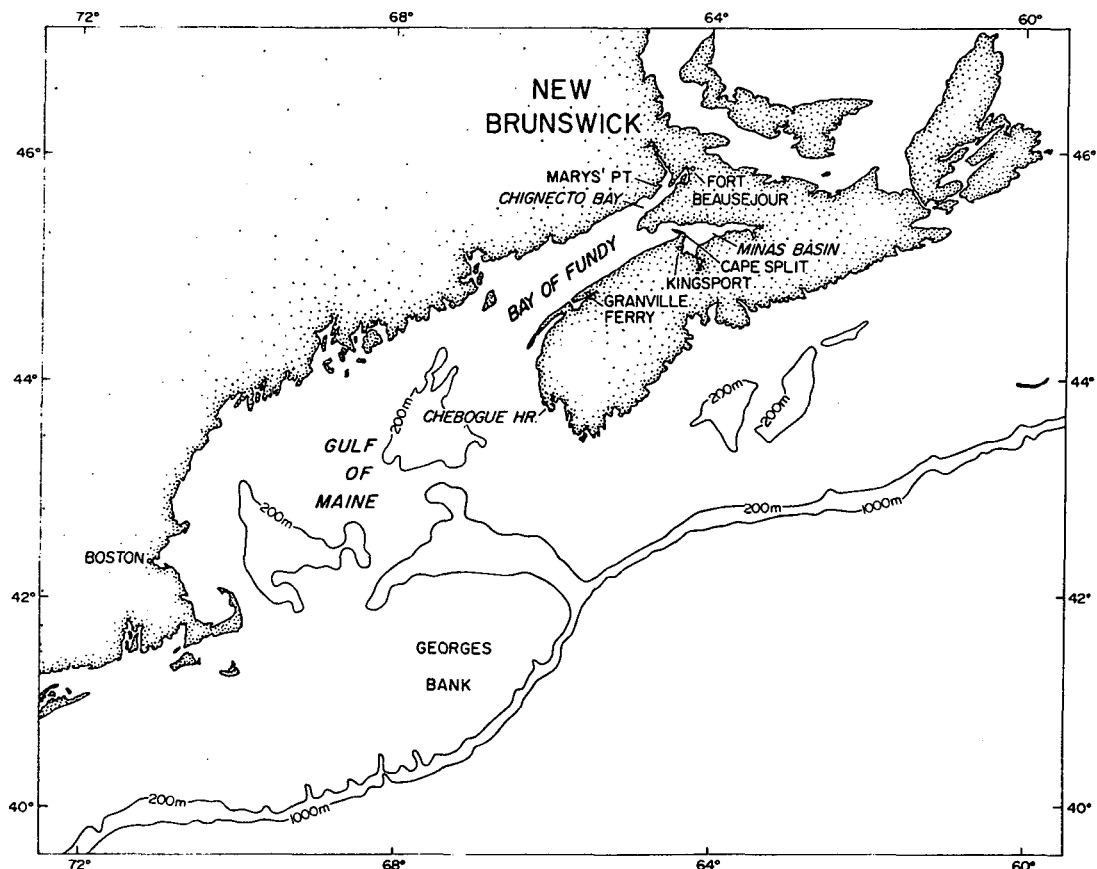 72°
68°
64°
60°
NEW
BRUNSWICK
46°
46°
MARYS' PT.
FORT
BEAUSEJOUR
CHIGNECTO BAY
MINAS BASIN
CAPE SPLIT
KINGSPORT
BAY OF FUNDY
GRANVILLE
FERRY
44°
44°
200m
200m
200m
CHEBOGUE HR.
GULF
OF
MAINE
200m
200m
1000m
BOSTON
42°
42°
GEORGES
BANK
40°
40°
200m
1000m
72°
68°
64°
60°